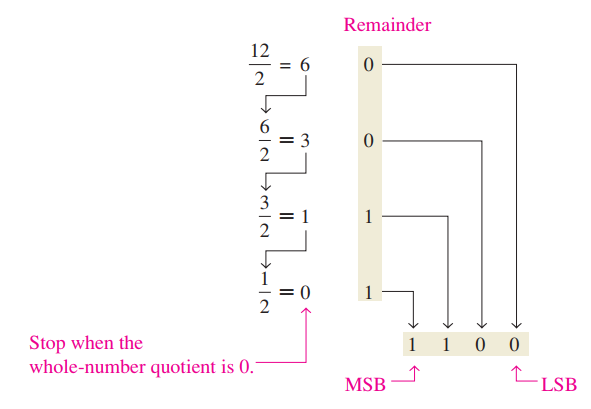 Remainder
12/2 = 6 0
6/2 = 3 0
3/2 = 1 1
1/2 = 0 1
Stop when the
whole-number quotient is 0.
1 1 0 0
MSB LSB